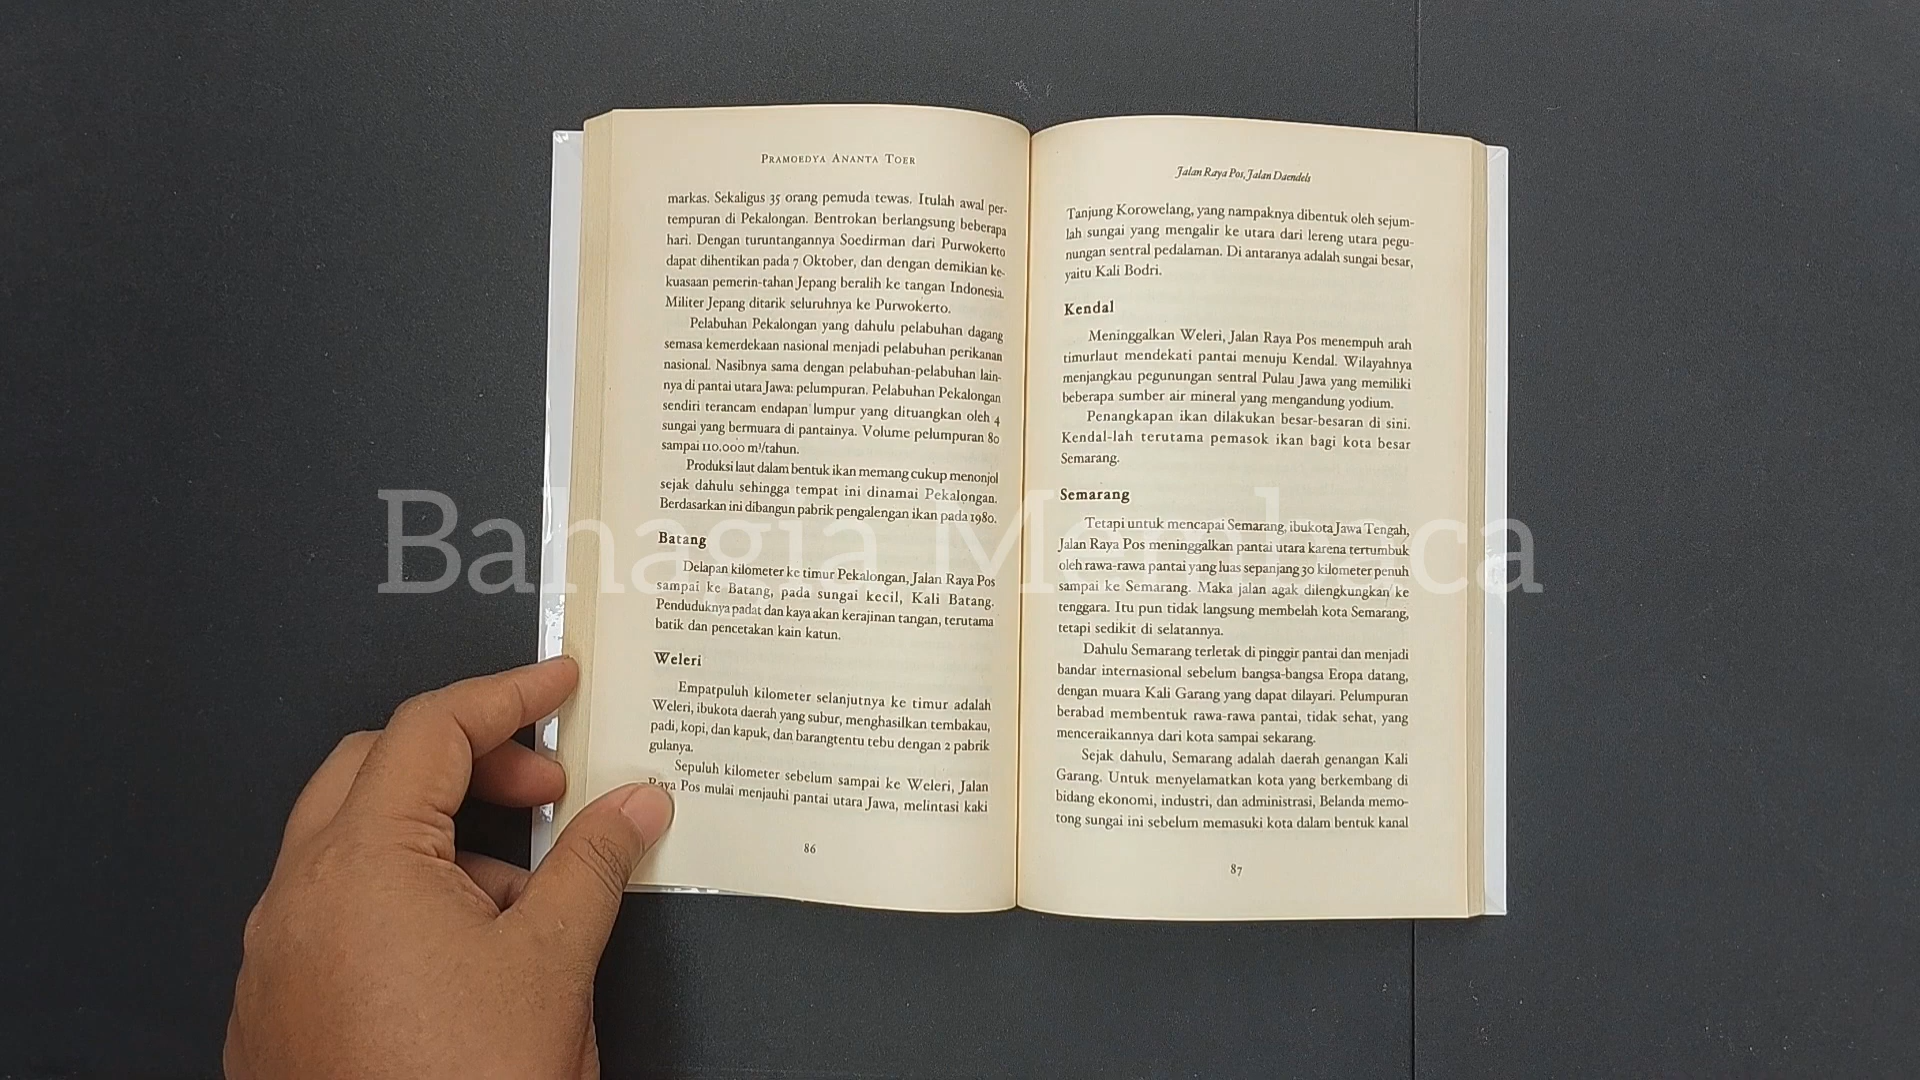 PRAMOEDYA ANANTA TOER
markas. Sekaligus 35 orang pemuda tewas. Itulah awal per-
tempuran di Pekalongan. Bentrokan berlangsung beberapa
hari. Dengan turuntangannya Soedirman dari Purwokerto
dapat dihentikan pada 7 Oktober, dan dengan demikian ke-
kuasaan pemerin-tahan Jepang beralih ke tangan Indonesia.
Militer Jepang ditarik seluruhnya ke Purwokerto.
Pelabuhan Pekalongan yang dahulu pelabuhan dagang
semasa kemerdekaan nasional menjadi pelabuhan perikanan
nasional. Nasibnya sama dengan pelabuhan-pelabuhan lain-
nya di pantai utara Jawa: pelumpuran. Pelabuhan Pekalongan
sendiri terancam endapan lumpur yang dituangkan oleh 4
sungai yang bermuara di pantainya. Volume pelumpuran 80
sampai 110.000 m³/tahun.
Produksi laut dalam bentuk ikan memang cukup menonjol
sejak dahulu sehingga tempat ini dinamai Pekalongan.
Berdasarkan ini dibangun pabrik pengalengan ikan pada 1980.
Batang
Delapan kilometer ke timur Pekalongan, Jalan Raya Pos
sampai ke Batang, pada sungai kecil, Kali Batang.
Penduduknya padat dan kaya akan kerajinan tangan, terutama
batik dan pencetakan kain katun.
Weleri
Empatpuluh kilometer selanjutnya ke timur adalah
Weleri, ibukota daerah yang subur, menghasilkan tembakau,
padi, kopi, dan kapuk, dan barangtentu tebu dengan 2 pabrik
gulanya.
Sepuluh kilometer sebelum sampai ke Weleri, Jalan
Raya Pos mulai menjauhi pantai utara Jawa, melintasi kaki
86
Jalan Raya Pos, Jalan Daendels
Tanjung Korowelang, yang nampaknya dibentuk oleh sejum-
lah sungai yang mengalir ke utara dari lereng utara pegu-
nungan sentral pedalaman. Di antaranya adalah sungai besar,
yaitu Kali Bodri.
Kendal
Meninggalkan Weleri, Jalan Raya Pos menempuh arah
timurlaut mendekati pantai menuju Kendal. Wilayahnya
menjangkau pegunungan sentral Pulau Jawa yang memiliki
beberapa sumber air mineral yang mengandung yodium.
Penangkapan ikan dilakukan besar-besaran di sini.
Kendal-lah terutama pemasok ikan bagi kota besar
Semarang.
Semarang
Tetapi untuk mencapai Semarang, ibukota Jawa Tengah,
Jalan Raya Pos meninggalkan pantai utara karena tertumbuk
oleh rawa-rawa pantai yang luas sepanjang 30 kilometer penuh
sampai ke Semarang. Maka jalan agak dilengkungkan ke
tenggara. Itu pun tidak langsung membelah kota Semarang,
tetapi sedikit di selatannya.
Dahulu Semarang terletak di pinggir pantai dan menjadi
bandar internasional sebelum bangsa-bangsa Eropa datang,
dengan muara Kali Garang yang dapat dilayari. Pelumpuran
berabad membentuk rawa-rawa pantai, tidak sehat, yang
menceraikannya dari kota sampai sekarang.
Sejak dahulu, Semarang adalah daerah genangan Kali
Garang. Untuk menyelamatkan kota yang berkembang di
bidang ekonomi, industri, dan administrasi, Belanda memo-
tong sungai ini sebelum memasuki kota dalam bentuk kanal
87
Bahagia Membaca